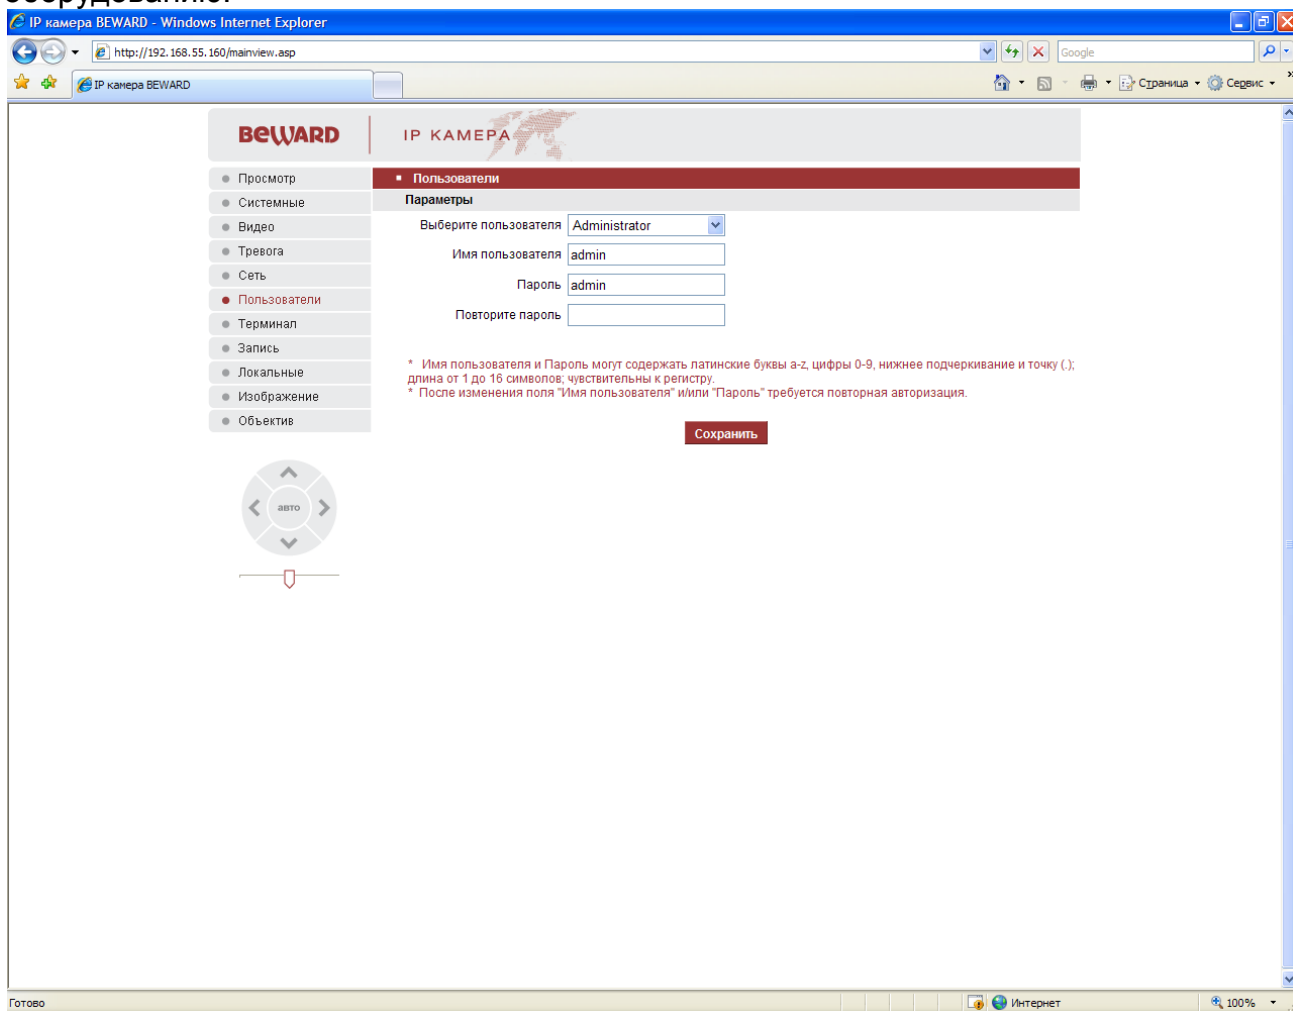 оборудованию.
IP камера BEWARD - Windows Internet Explorer
http://192.168.55.160/mainview.asp
Google
IP камера BEWARD
Страница
Сервис
BEWARD
IP КАМЕРА
Просмотр
Системные
Видео
Тревога
Сеть
Пользователи
Терминал
Запись
Локальные
Изображение
Объектив
авто
Пользователи
Параметры
Выберите пользователя Administrator
Имя пользователя admin
Пароль admin
Повторите пароль
* Имя пользователя и Пароль могут содержать латинские буквы a-z, цифры 0-9, нижнее подчеркивание и точку (.);
длина от 1 до 16 символов; чувствительны к регистру.
* После изменения поля "Имя пользователя" и/или "Пароль" требуется повторная авторизация.
Сохранить
Готово
Интернет
100%